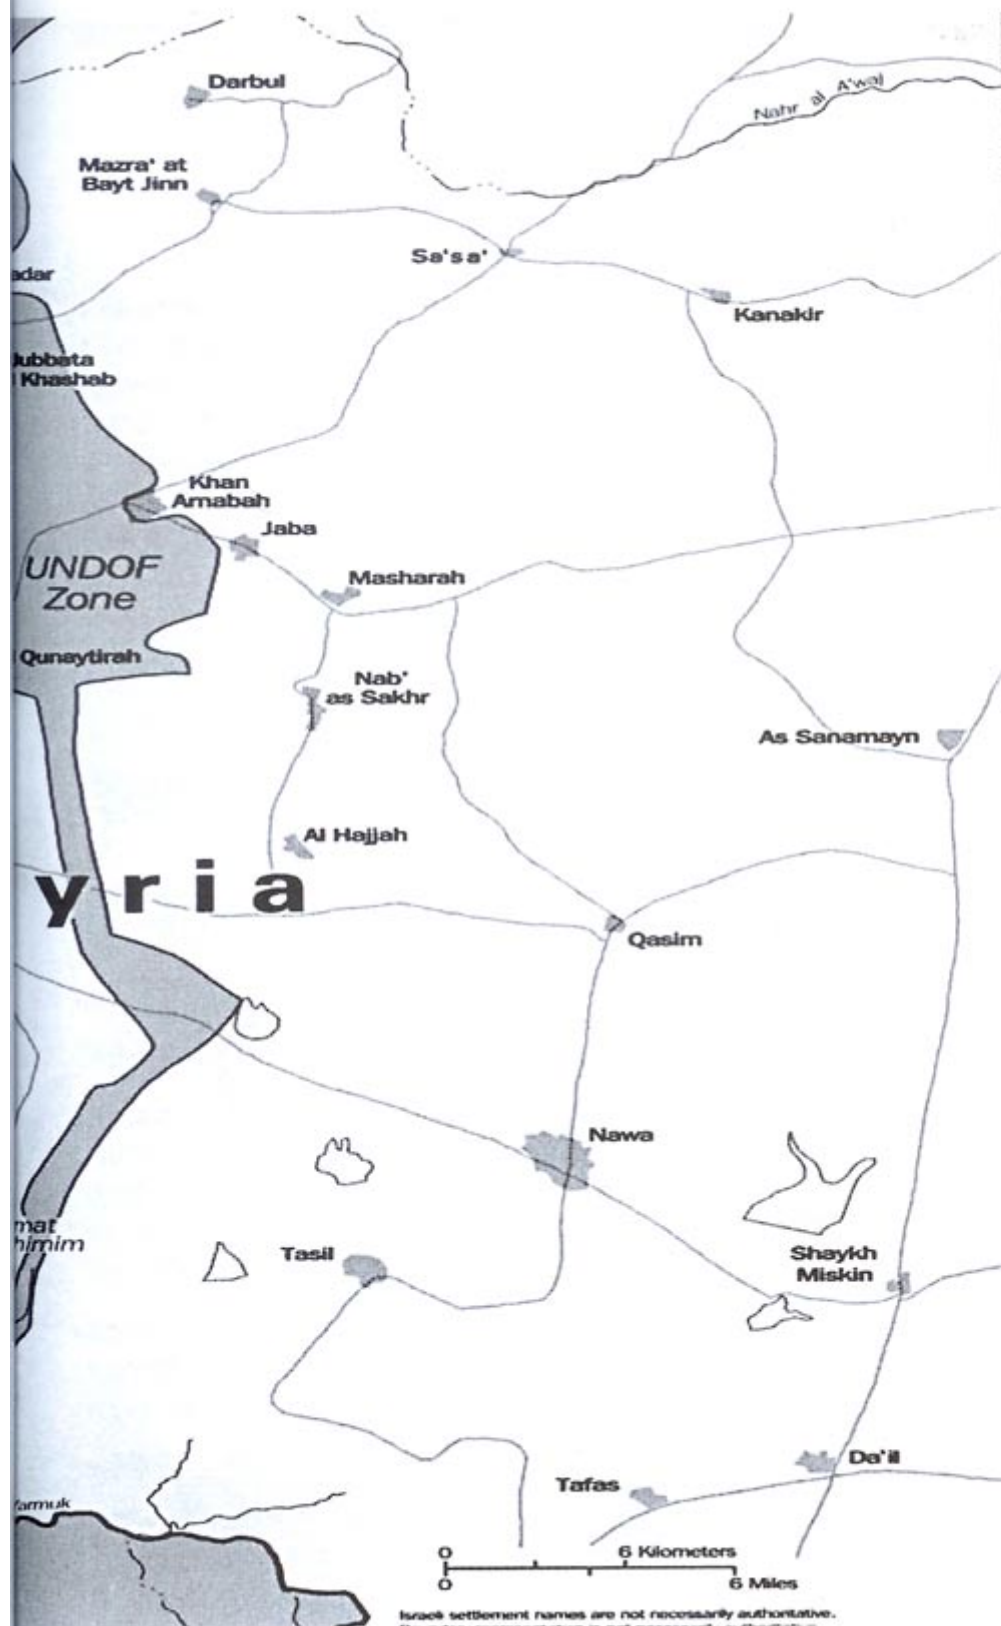 Darbul
Nahr al A'waj
Mazra' at
Bayt Jinn
Sa'sa'
adar
Kanakir
Jubbata
Khashab
Khan
Arnabah
Jaba
UNDOF
Zone
Masharah
Qunaytirah
Nab'
as Sakhr
As Sanamayn
Al Hajjah
yria
Qasim
Nawa
mat
himim
Tasil
Shaykh
Miskin
Da'il
Tafas
Yarmuk
0 6 Kilometers
0 6 Miles
Israeli settlement names are not necessarily authoritative.